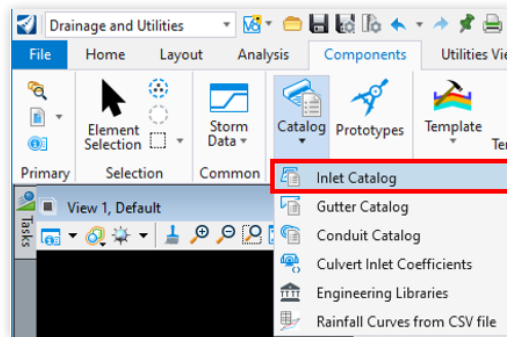 Drainage and Utilities
File Home Layout Analysis Components Utilities Vie
Element Selection
Storm Data
Catalog
Prototypes
Template
Ter
Primary Selection Common
Inlet Catalog
Gutter Catalog
Conduit Catalog
Culvert Inlet Coefficients
Engineering Libraries
Rainfall Curves from CSV file
Tasks
View 1, Default